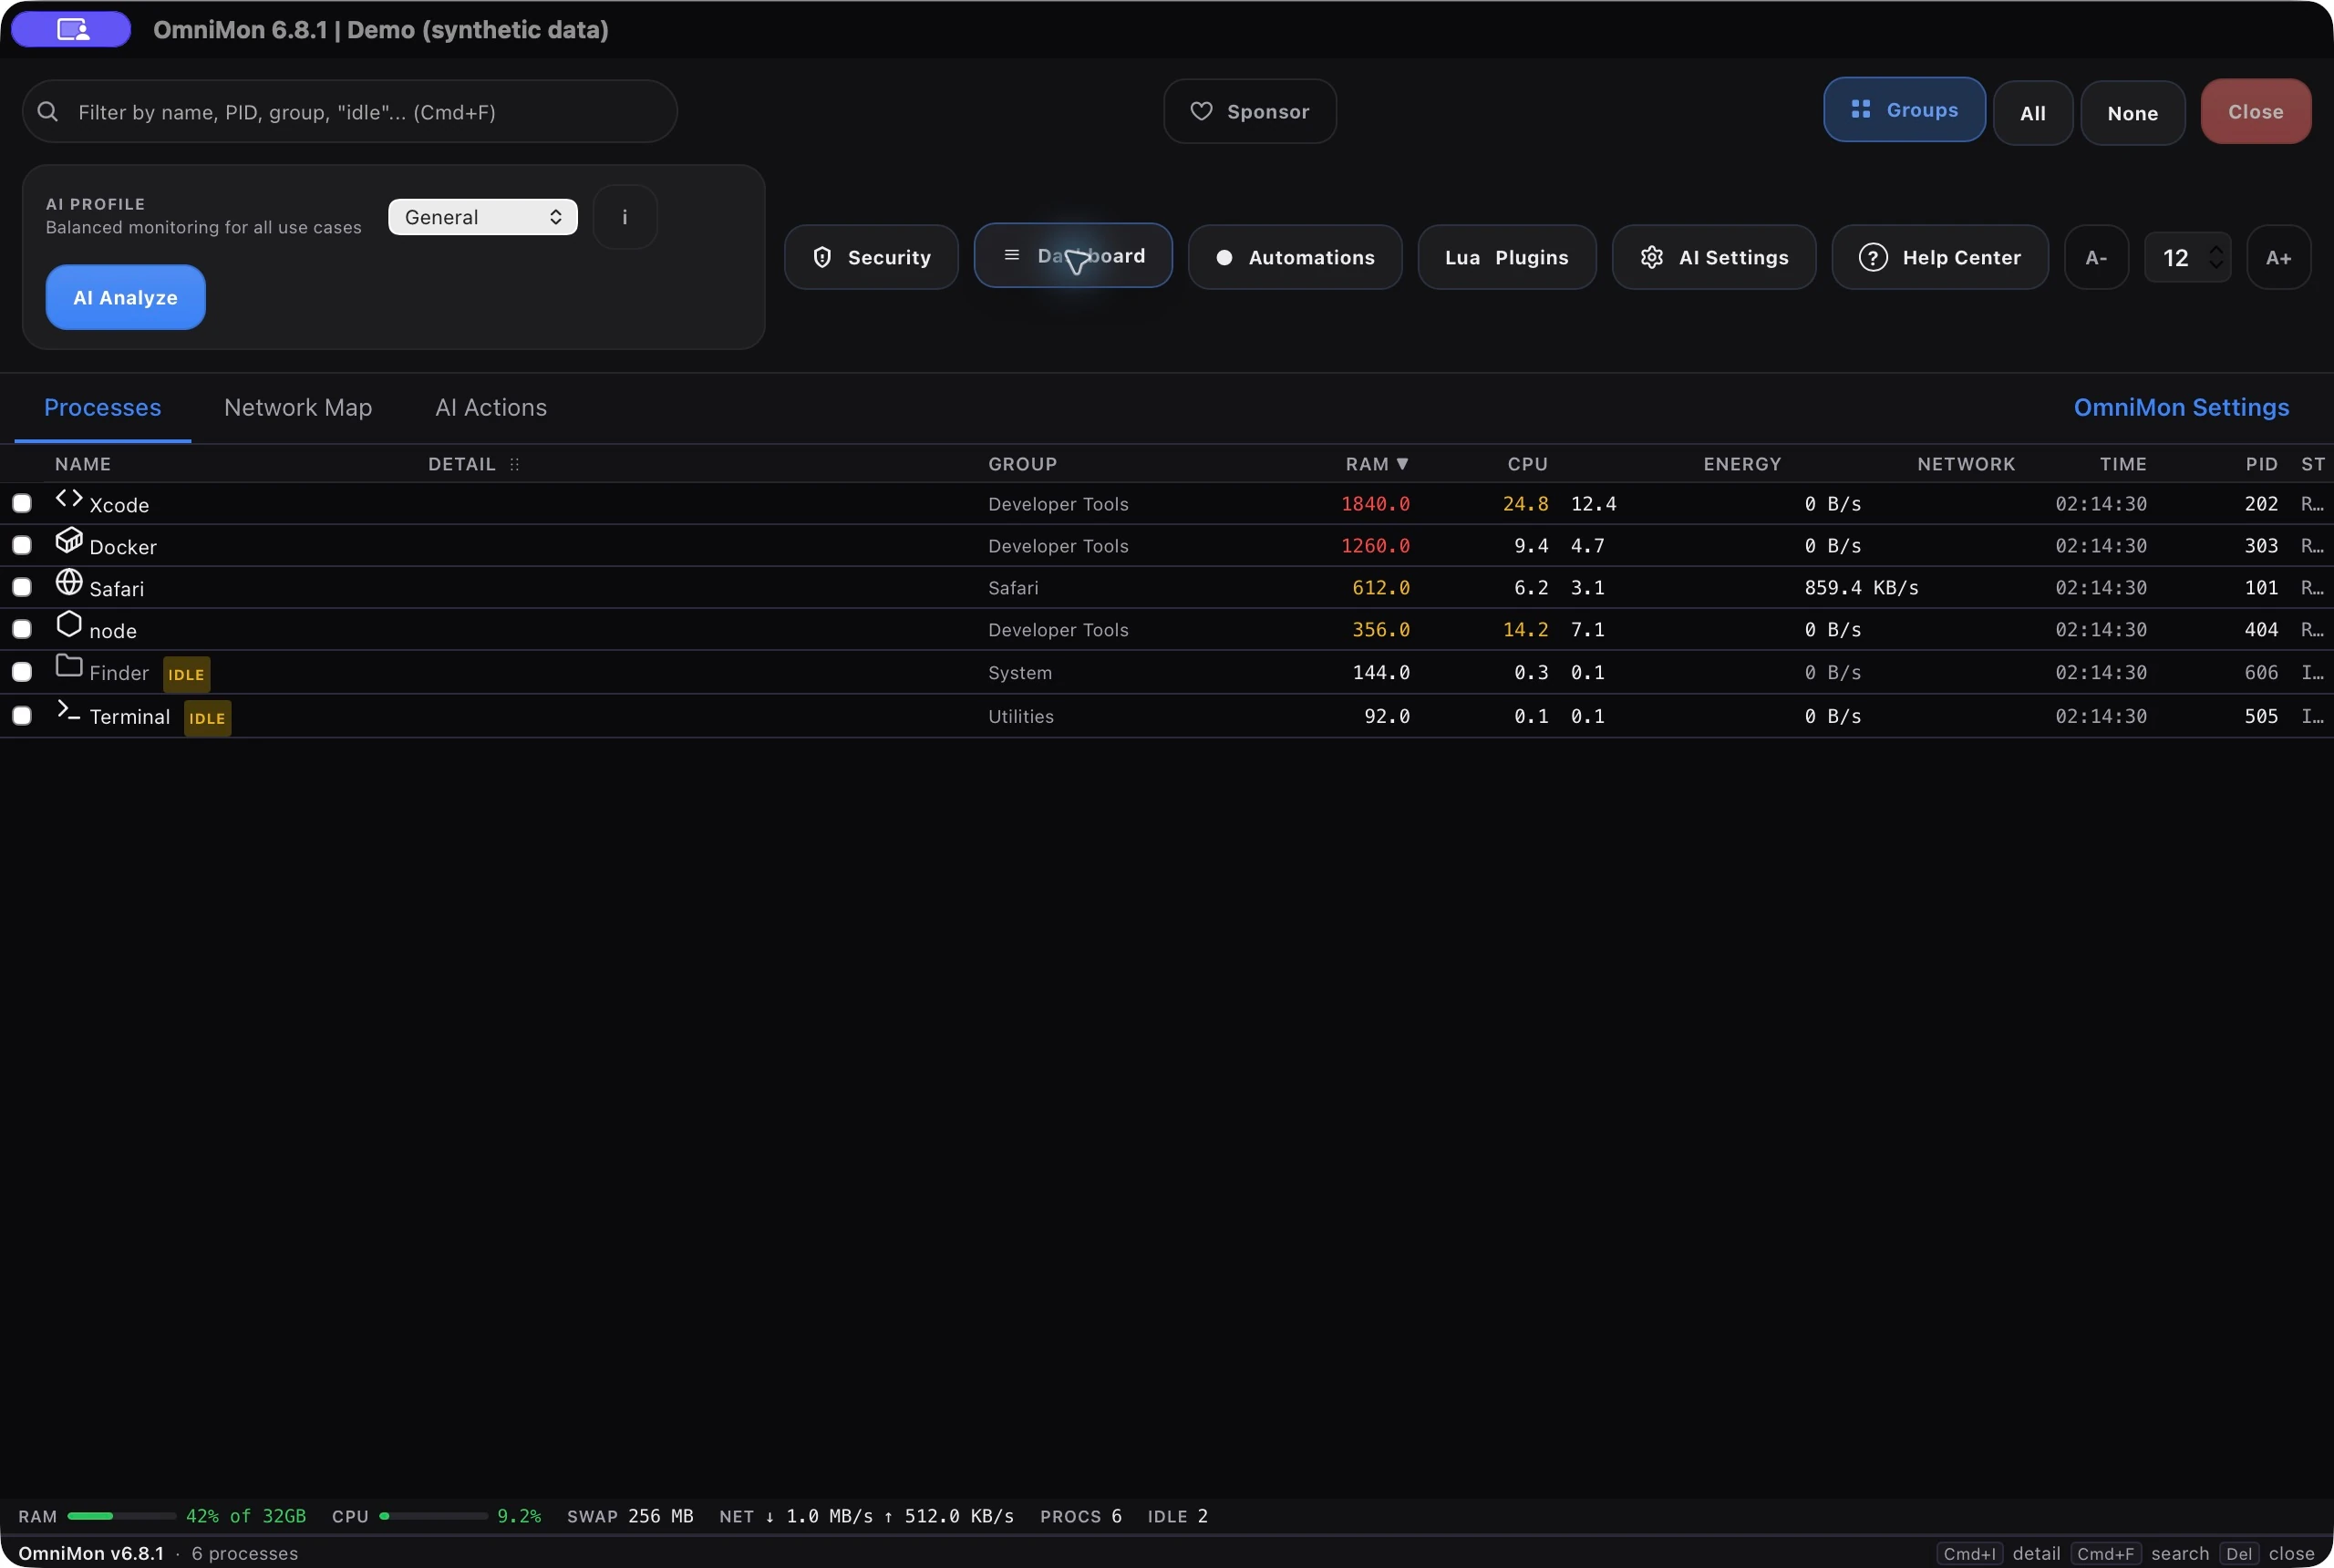 OmniMon 6.8.1 | Demo (synthetic data)
Filter by name, PID, group, "idle"... (Cmd+F)
Sponsor
Groups
All
None
Close
AI PROFILE
Balanced monitoring for all use cases
General
i
AI Analyze
Security
Dashboard
Automations
Lua Plugins
AI Settings
? Help Center
A-
12
A+
Processes
Network Map
AI Actions
OmniMon Settings
NAME DETAIL GROUP RAM ▼ CPU ENERGY NETWORK TIME PID ST
Xcode Developer Tools 1840.0 24.8 12.4 0 B/s 02:14:30 202 R…
Docker Developer Tools 1260.0 9.4 4.7 0 B/s 02:14:30 303 R…
Safari Safari 612.0 6.2 3.1 859.4 KB/s 02:14:30 101 R…
node Developer Tools 356.0 14.2 7.1 0 B/s 02:14:30 404 R…
Finder IDLE System 144.0 0.3 0.1 0 B/s 02:14:30 606 I…
Terminal IDLE Utilities 92.0 0.1 0.1 0 B/s 02:14:30 505 I…
RAM 42% of 32GB CPU 9.2% SWAP 256 MB NET ↓ 1.0 MB/s ↑ 512.0 KB/s PROCS 6 IDLE 2
OmniMon v6.8.1 · 6 processes
Cmd+I detail Cmd+F search Del close